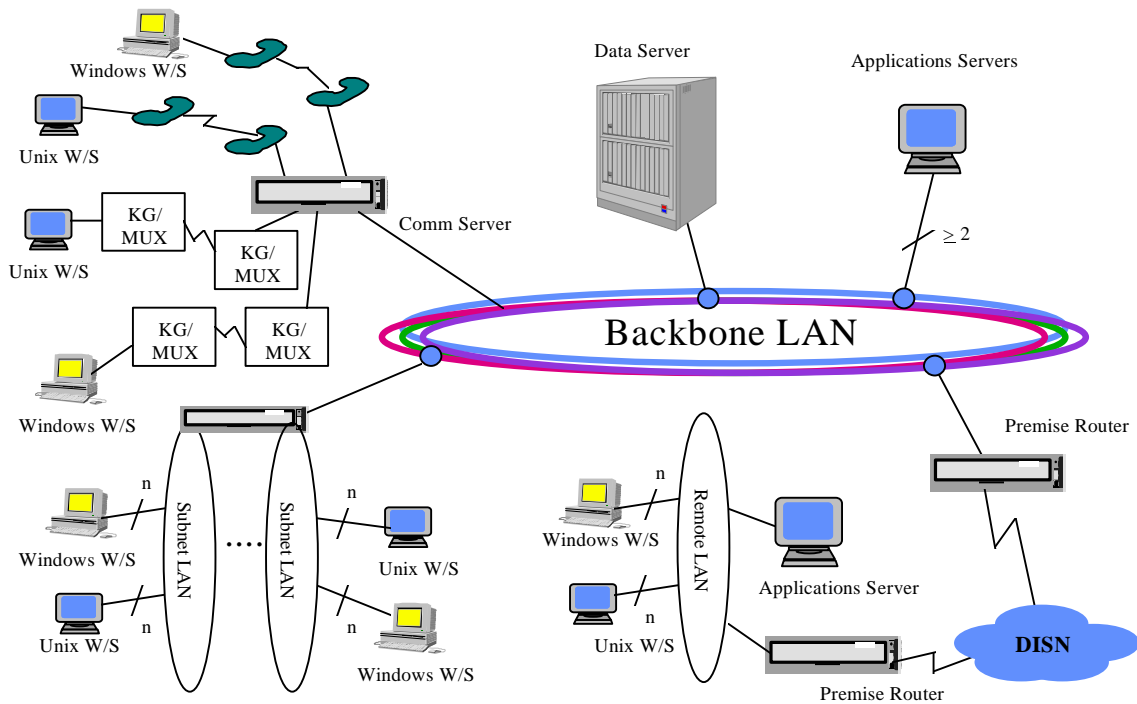 Windows W/S
Data Server
Applications Servers
Unix W/S
KG/
MUX
Comm Server
≥ 2
Unix W/S
KG/
MUX
KG/
MUX
KG/
MUX
Backbone LAN
Windows W/S
Premise Router
n
n
n
Subnet LAN
....
Subnet LAN
Remote LAN
Windows W/S
Windows W/S
Unix W/S
Applications Server
n
n
n
Unix W/S
Unix W/S
Windows W/S
DISN
Premise Router